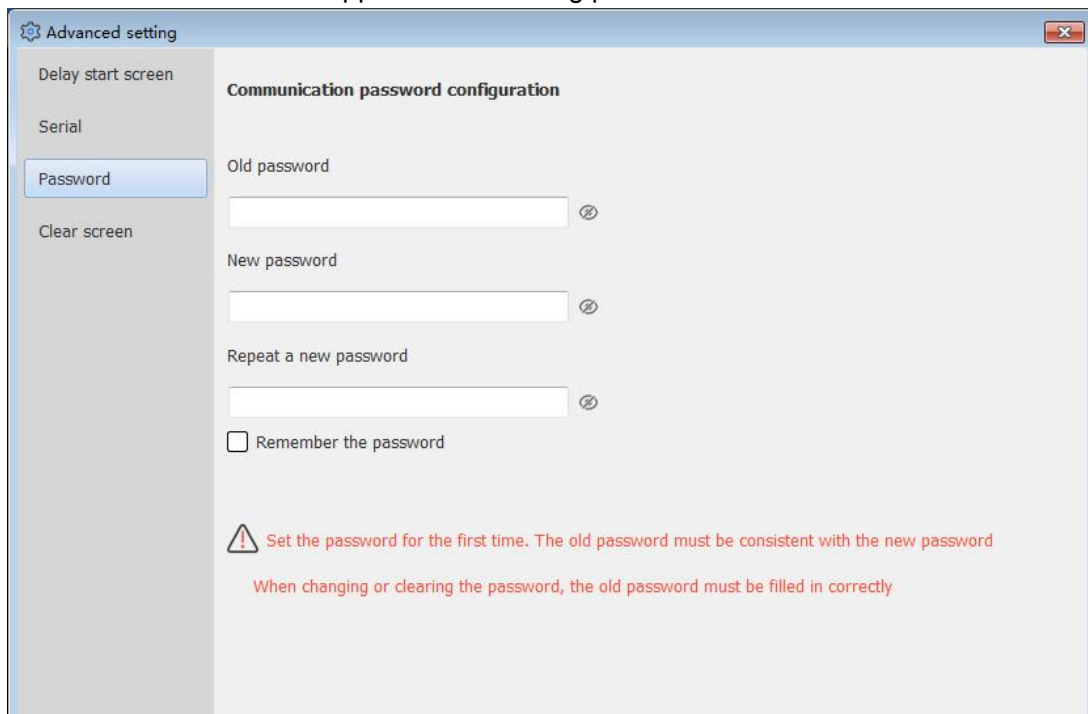 Advanced setting
Delay start screen
Serial
Password
Clear screen
Communication password configuration
Old password
New password
Repeat a new password
Remember the password
Set the password for the first time. The old password must be consistent with the new password
When changing or clearing the password, the old password must be filled in correctly